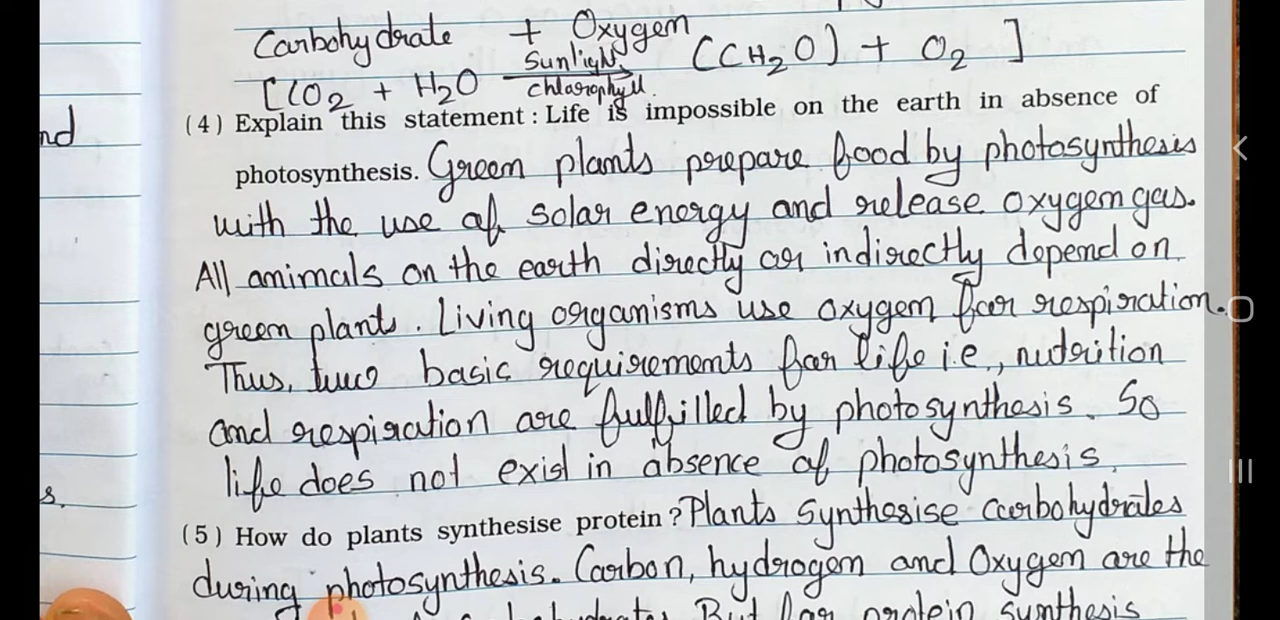 Carbohydrate + Oxygen
[CO2 + H2O Sunlight Chlorophyll (CH2O) + O2 ]
nd
(4) Explain this statement : Life is impossible on the earth in absence of
photosynthesis. Green plants prepare food by photosynthesis
with the use of solar energy and release oxygen gas.
All animals on the earth directly or indirectly depend on
green plants. Living organisms use oxygen for respiration.
Thus, two basic requirements for life i.e., nutrition
and respiration are fulfilled by photosynthesis. So
life does not exist in absence of photosynthesis.
s.
(5) How do plants synthesise protein ? Plants Synthesise carbohydrates
during photosynthesis. Carbon, hydrogen and Oxygen are the
But for protein synthesis